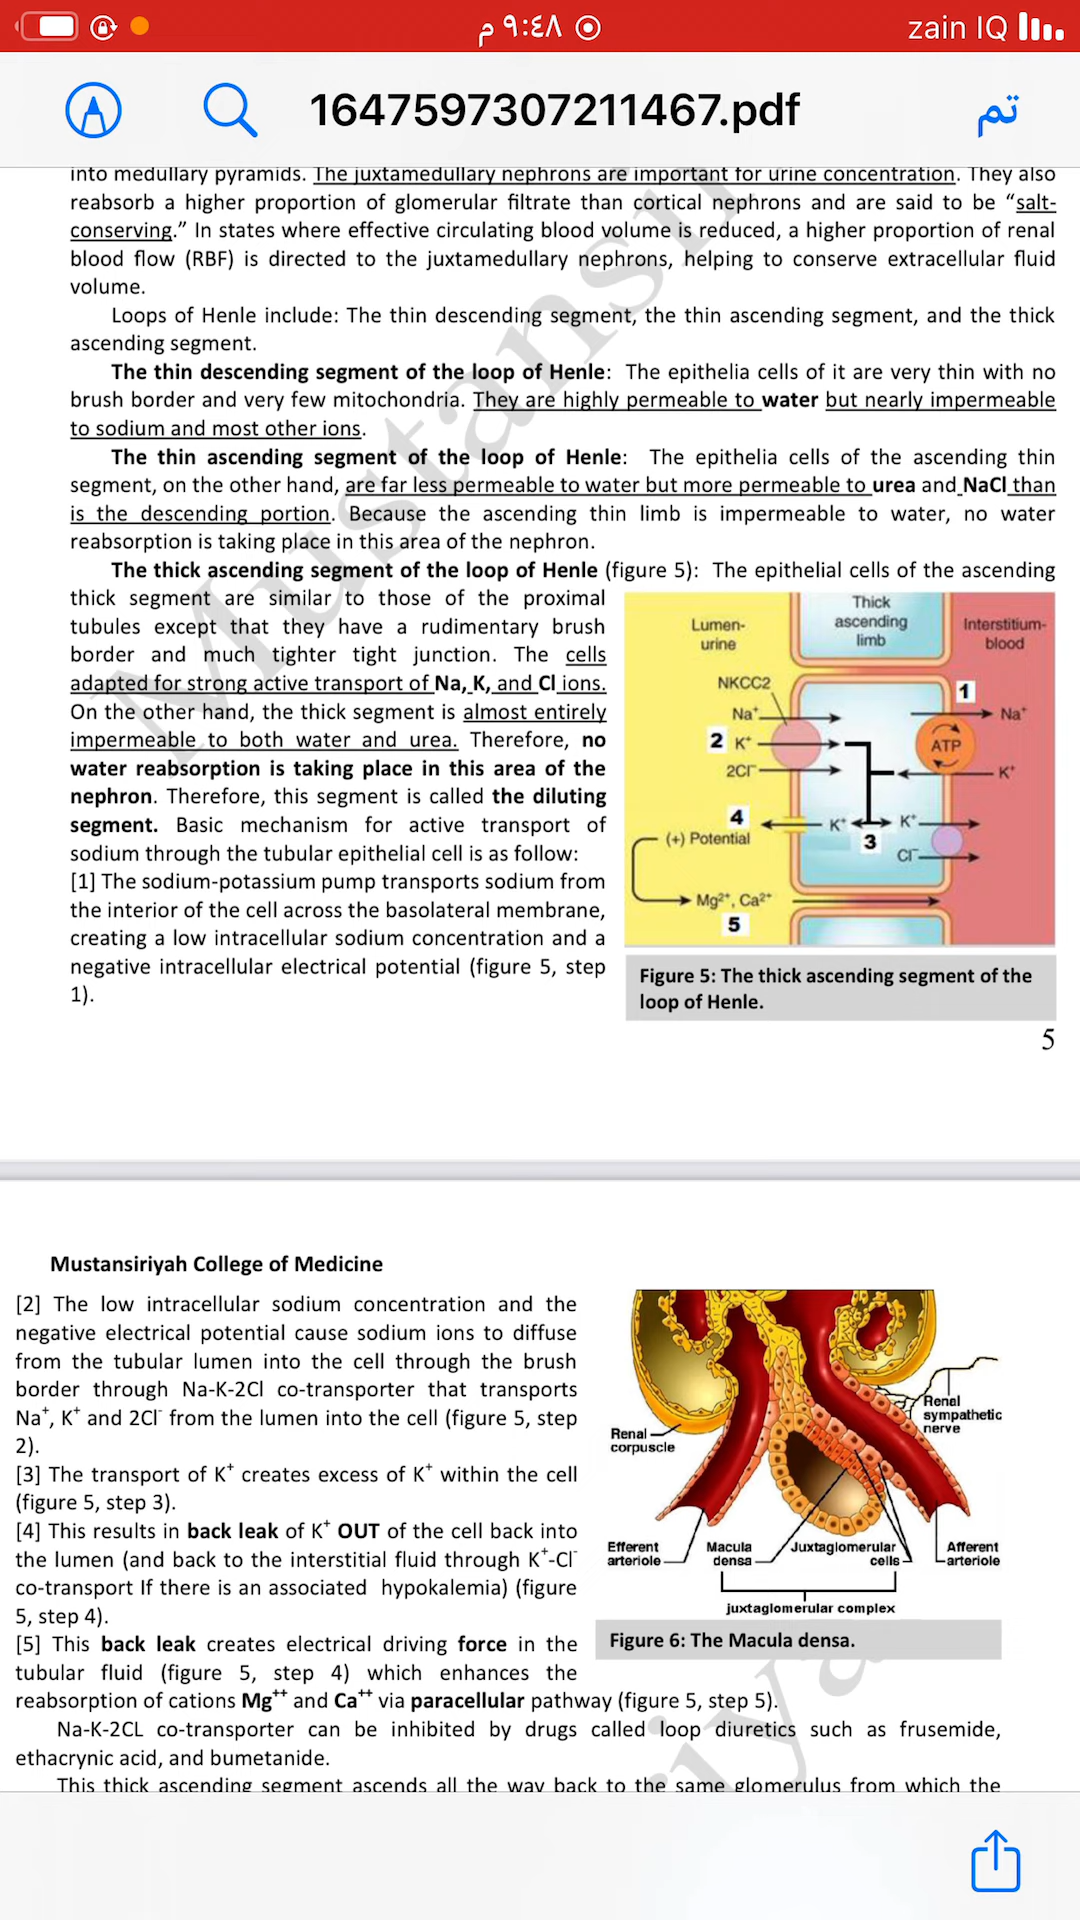 ٩:٤٨ م
zain IQ
1647597307211467.pdf
تم
into medullary pyramids. The juxtamedullary nephrons are important for urine concentration. They also
reabsorb a higher proportion of glomerular filtrate than cortical nephrons and are said to be “salt-
conserving.” In states where effective circulating blood volume is reduced, a higher proportion of renal
blood flow (RBF) is directed to the juxtamedullary nephrons, helping to conserve extracellular fluid
volume.
Loops of Henle include: The thin descending segment, the thin ascending segment, and the thick
ascending segment.
The thin descending segment of the loop of Henle: The epithelia cells of it are very thin with no
brush border and very few mitochondria. They are highly permeable to water but nearly impermeable
to sodium and most other ions.
The thin ascending segment of the loop of Henle: The epithelia cells of the ascending thin
segment, on the other hand, are far less permeable to water but more permeable to urea and NaCl than
is the descending portion. Because the ascending thin limb is impermeable to water, no water
reabsorption is taking place in this area of the nephron.
The thick ascending segment of the loop of Henle (figure 5): The epithelial cells of the ascending
thick segment are similar to those of the proximal
tubules except that they have a rudimentary brush
border and much tighter tight junction. The cells
adapted for strong active transport of Na, K, and Cl ions.
On the other hand, the thick segment is almost entirely
impermeable to both water and urea. Therefore, no
water reabsorption is taking place in this area of the
nephron. Therefore, this segment is called the diluting
segment. Basic mechanism for active transport of
sodium through the tubular epithelial cell is as follow:
[1] The sodium-potassium pump transports sodium from
the interior of the cell across the basolateral membrane,
creating a low intracellular sodium concentration and a
negative intracellular electrical potential (figure 5, step
1).
Lumen-
urine
Thick
ascending
limb
Interstitium-
blood
NKCC2
1
Na⁺
Na⁺
2 K⁺
ATP
2Cl⁻
K⁺
4
K⁺
K⁺
(+) Potential
3
Cl⁻
Mg²⁺, Ca²⁺
5
Figure 5: The thick ascending segment of the
loop of Henle.
5
Mustansiriyah College of Medicine
[2] The low intracellular sodium concentration and the
negative electrical potential cause sodium ions to diffuse
from the tubular lumen into the cell through the brush
border through Na-K-2Cl co-transporter that transports
Na⁺, K⁺ and 2Cl⁻ from the lumen into the cell (figure 5, step
2).
[3] The transport of K⁺ creates excess of K⁺ within the cell
(figure 5, step 3).
[4] This results in back leak of K⁺ OUT of the cell back into
the lumen (and back to the interstitial fluid through K⁺-Cl⁻
co-transport If there is an associated hypokalemia) (figure
5, step 4).
[5] This back leak creates electrical driving force in the
tubular fluid (figure 5, step 4) which enhances the
reabsorption of cations Mg⁺⁺ and Ca⁺⁺ via paracellular pathway (figure 5, step 5).
Renal
corpuscle
Renal
sympathetic
nerve
Efferent
arteriole
Macula
densa
Juxtaglomerular
cells
Afferent
arteriole
juxtaglomerular complex
Figure 6: The Macula densa.
Na-K-2CL co-transporter can be inhibited by drugs called loop diuretics such as frusemide,
ethacrynic acid, and bumetanide.
This thick ascending segment ascends all the way back to the same glomerulus from which the